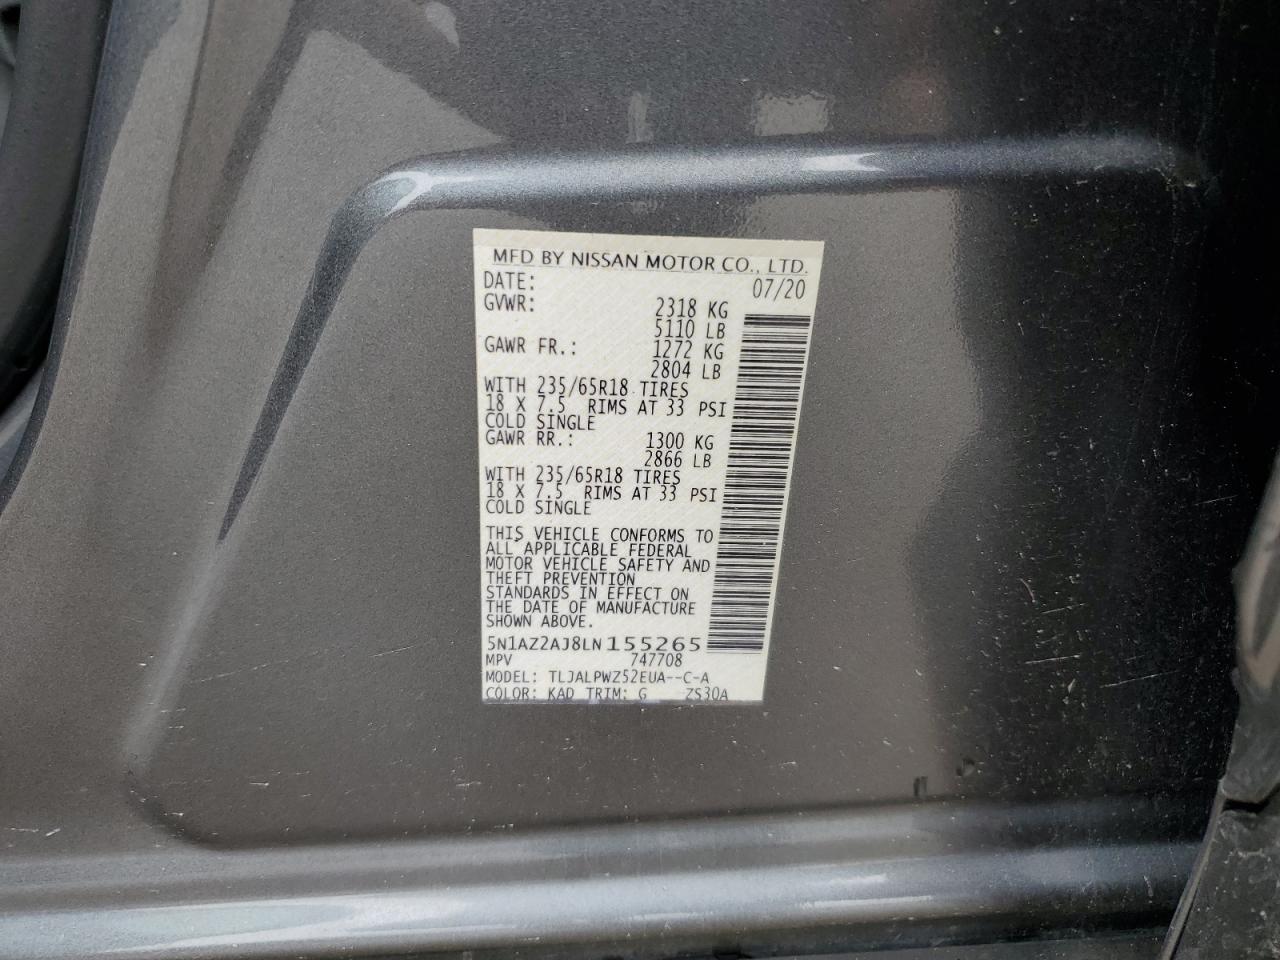 MFD BY NISSAN MOTOR CO., LTD.
DATE: 07/20
GVWR: 2318 KG
5110 LB
GAWR FR.: 1272 KG
2804 LB
WITH 235/65R18 TIRES
18 X 7.5 RIMS AT 33 PSI
COLD SINGLE
GAWR RR.: 1300 KG
2866 LB
WITH 235/65R18 TIRES
18 X 7.5 RIMS AT 33 PSI
COLD SINGLE
THIS VEHICLE CONFORMS TO
ALL APPLICABLE FEDERAL
MOTOR VEHICLE SAFETY AND
THEFT PREVENTION
STANDARDS IN EFFECT ON
THE DATE OF MANUFACTURE
SHOWN ABOVE.
5N1AZ2AJ8LN155265
MPV 747708
MODEL: TLJALPWZ52EUA--C-A
COLOR: KAD TRIM: G ZS30A